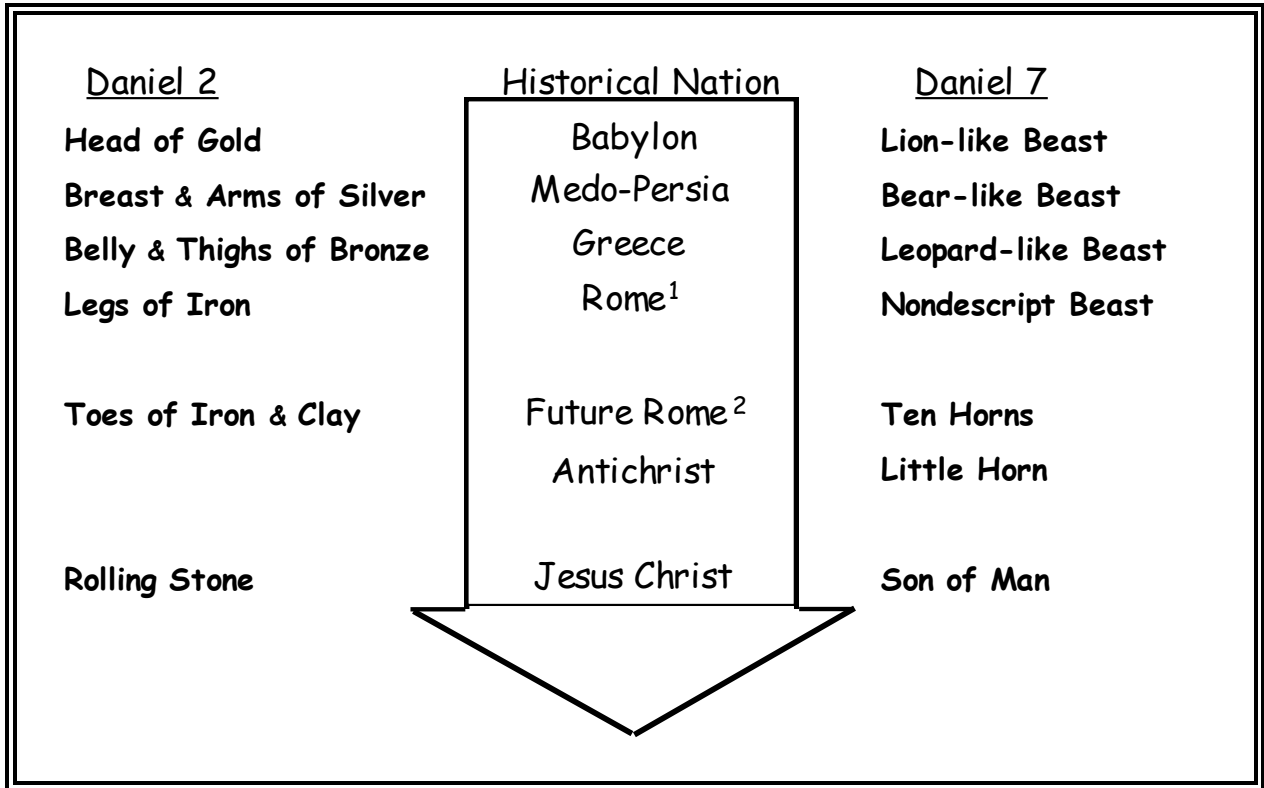 Daniel 2 Historical Nation Daniel 7
Head of Gold Babylon Lion-like Beast
Breast & Arms of Silver Medo-Persia Bear-like Beast
Belly & Thighs of Bronze Greece Leopard-like Beast
Legs of Iron Rome¹ Nondescript Beast
Toes of Iron & Clay Future Rome² Ten Horns
Antichrist Little Horn
Rolling Stone Jesus Christ Son of Man